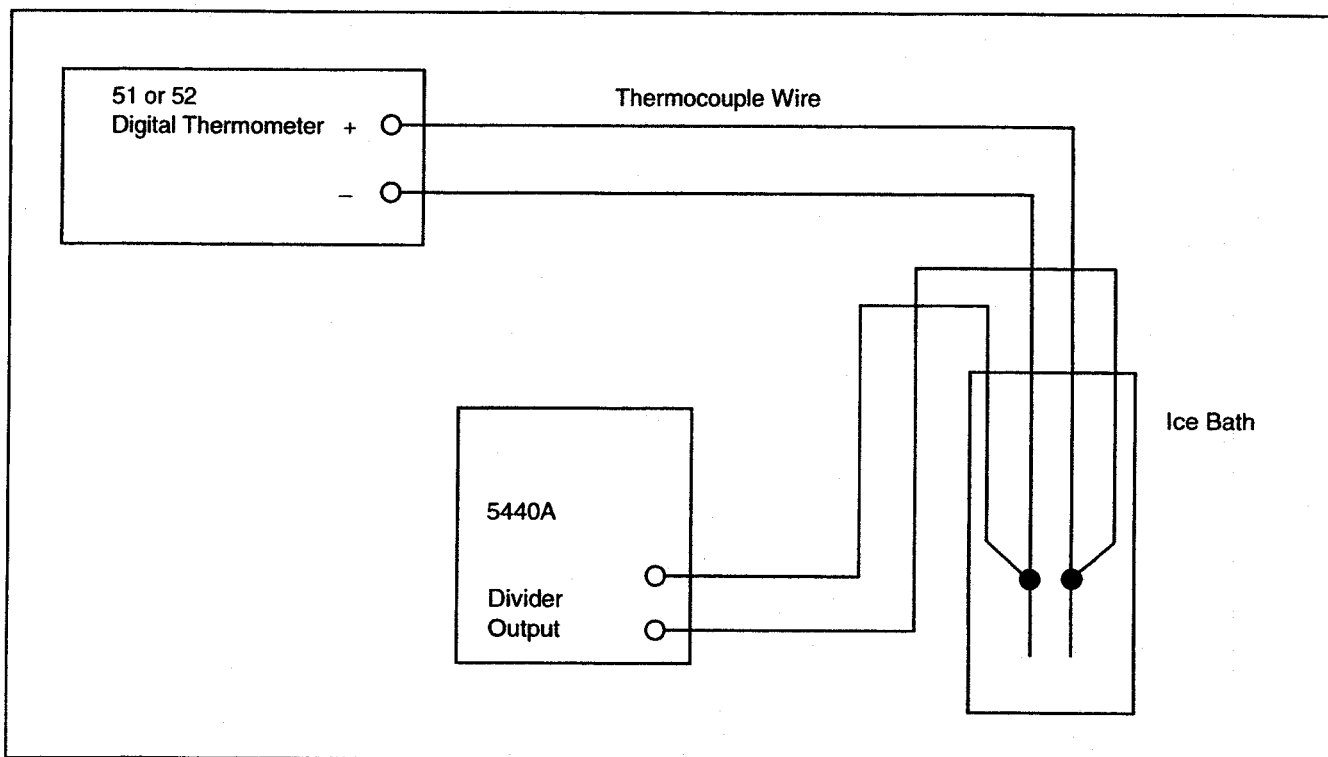 51 or 52
Digital Thermometer +
–
Thermocouple Wire
Ice Bath
5440A
Divider
Output